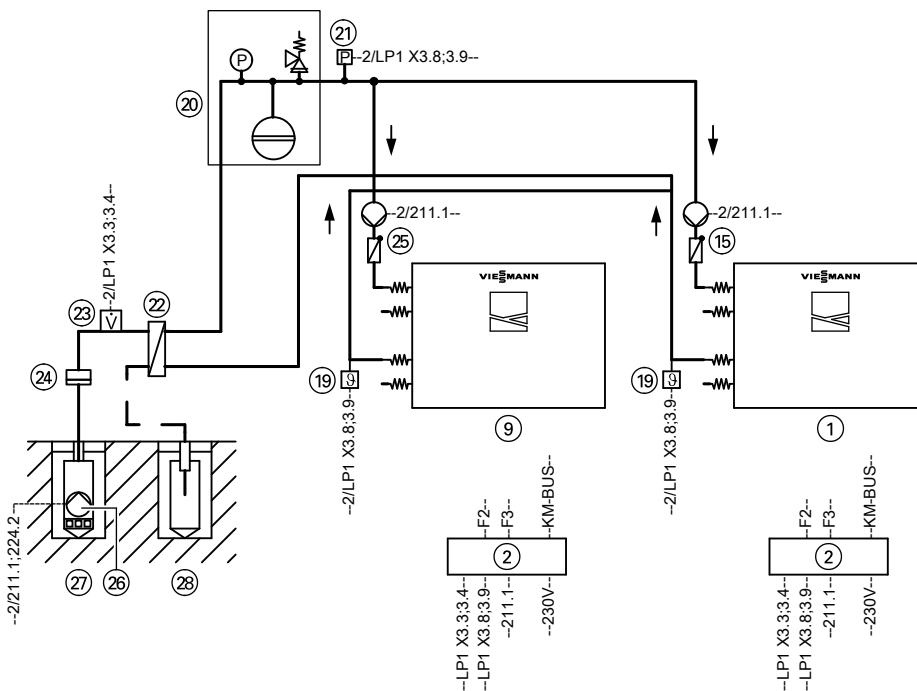 21
P --2/LP1 X3.8;3.9--
P
20
--2/LP1 X3.3;3.4--
--2/211.1--
--2/211.1--
25
15
VIESMANN
VIESMANN
23
V
22
24
19
ϑ
19
ϑ
--2/LP1 X3.8;3.9--
--2/LP1 X3.8;3.9--
9
1
--2/211.1;224.2--
27
26
28
--F2--
--F3--
--KM-BUS--
2
--LP1 X3.3;3.4--
--LP1 X3.8;3.9--
--211.1--
--230V--
--F2--
--F3--
--KM-BUS--
2
--LP1 X3.3;3.4--
--LP1 X3.8;3.9--
--211.1--
--230V--